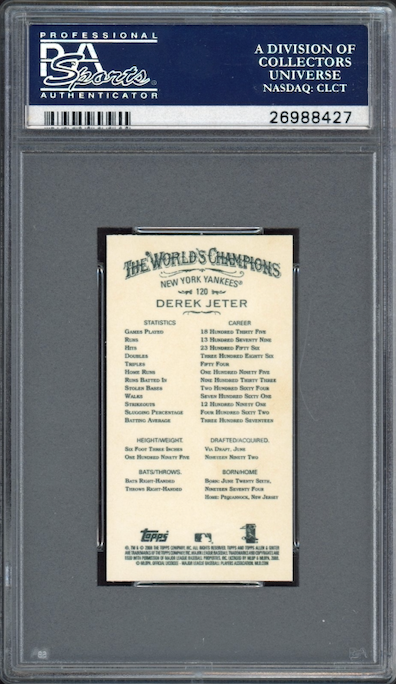 PROFESSIONAL
PSA
Sports
AUTHENTICATOR
A DIVISION OF
COLLECTORS
UNIVERSE
NASDAQ: CLCT
26988427
THE WORLD'S CHAMPIONS
NEW YORK YANKEES®
120
DEREK JETER
STATISTICS CAREER
GAMES PLAYED 18 HUNDRED THIRTY FIVE
RUNS 13 HUNDRED SEVENTY NINE
HITS 23 HUNDRED FIFTY SIX
DOUBLES THREE HUNDRED EIGHTY SIX
TRIPLES FIFTY FOUR
HOME RUNS ONE HUNDRED NINETY FIVE
RUNS BATTED IN NINE HUNDRED THIRTY THREE
STOLEN BASES TWO HUNDRED SIXTY FOUR
WALKS SEVEN HUNDRED SIXTY ONE
STRIKEOUTS 12 HUNDRED NINETY ONE
SLUGGING PERCENTAGE FOUR HUNDRED SIXTY TWO
BATTING AVERAGE THREE HUNDRED SEVENTEEN
HEIGHT/WEIGHT. DRAFTED/ACQUIRED.
SIX FOOT THREE INCHES VIA DRAFT, JUNE
ONE HUNDRED NINETY FIVE NINETEEN NINETY TWO
BATS/THROWS. BORN/HOME
BATS RIGHT-HANDED BORN: JUNE TWENTY SIXTH,
THROWS RIGHT-HANDED NINETEEN SEVENTY FOUR
HOME: PEQUANNOCK, NEW JERSEY
Topps